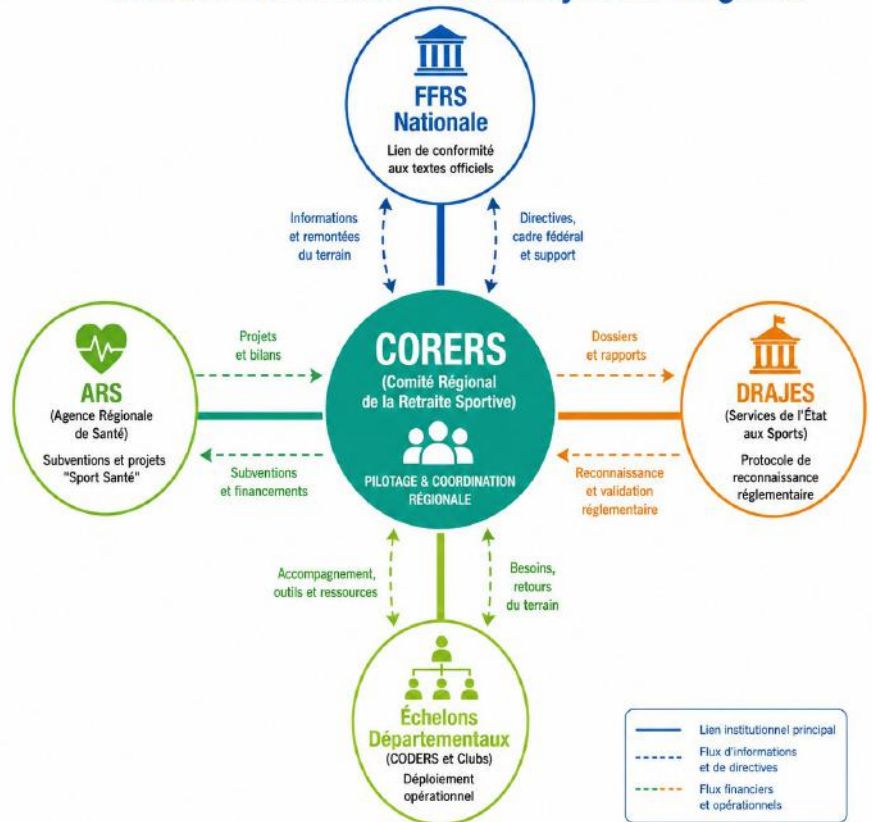 FFRS
Nationale
Lien de conformité
aux textes officiels
Informations
et remontées
du terrain
Directives,
cadre fédéral
et support
ARS
(Agence Régionale
de Santé)
Subventions et projets
"Sport Santé"
Projets
et bilans
Subventions
et financements
CORERS
(Comité Régional
de la Retraite Sportive)
PILOTAGE & COORDINATION
RÉGIONALE
Dossiers
et rapports
Reconnaissance
et validation
réglementaire
DRAJES
(Services de l'État
aux Sports)
Protocole de
reconnaissance
réglementaire
Accompagnement,
outils et ressources
Besoins,
retours
du terrain
Échelons
Départementaux
(CODERS et Clubs)
Déploiement
opérationnel
Lien institutionnel principal
Flux d'informations
et de directives
Flux financiers
et opérationnels